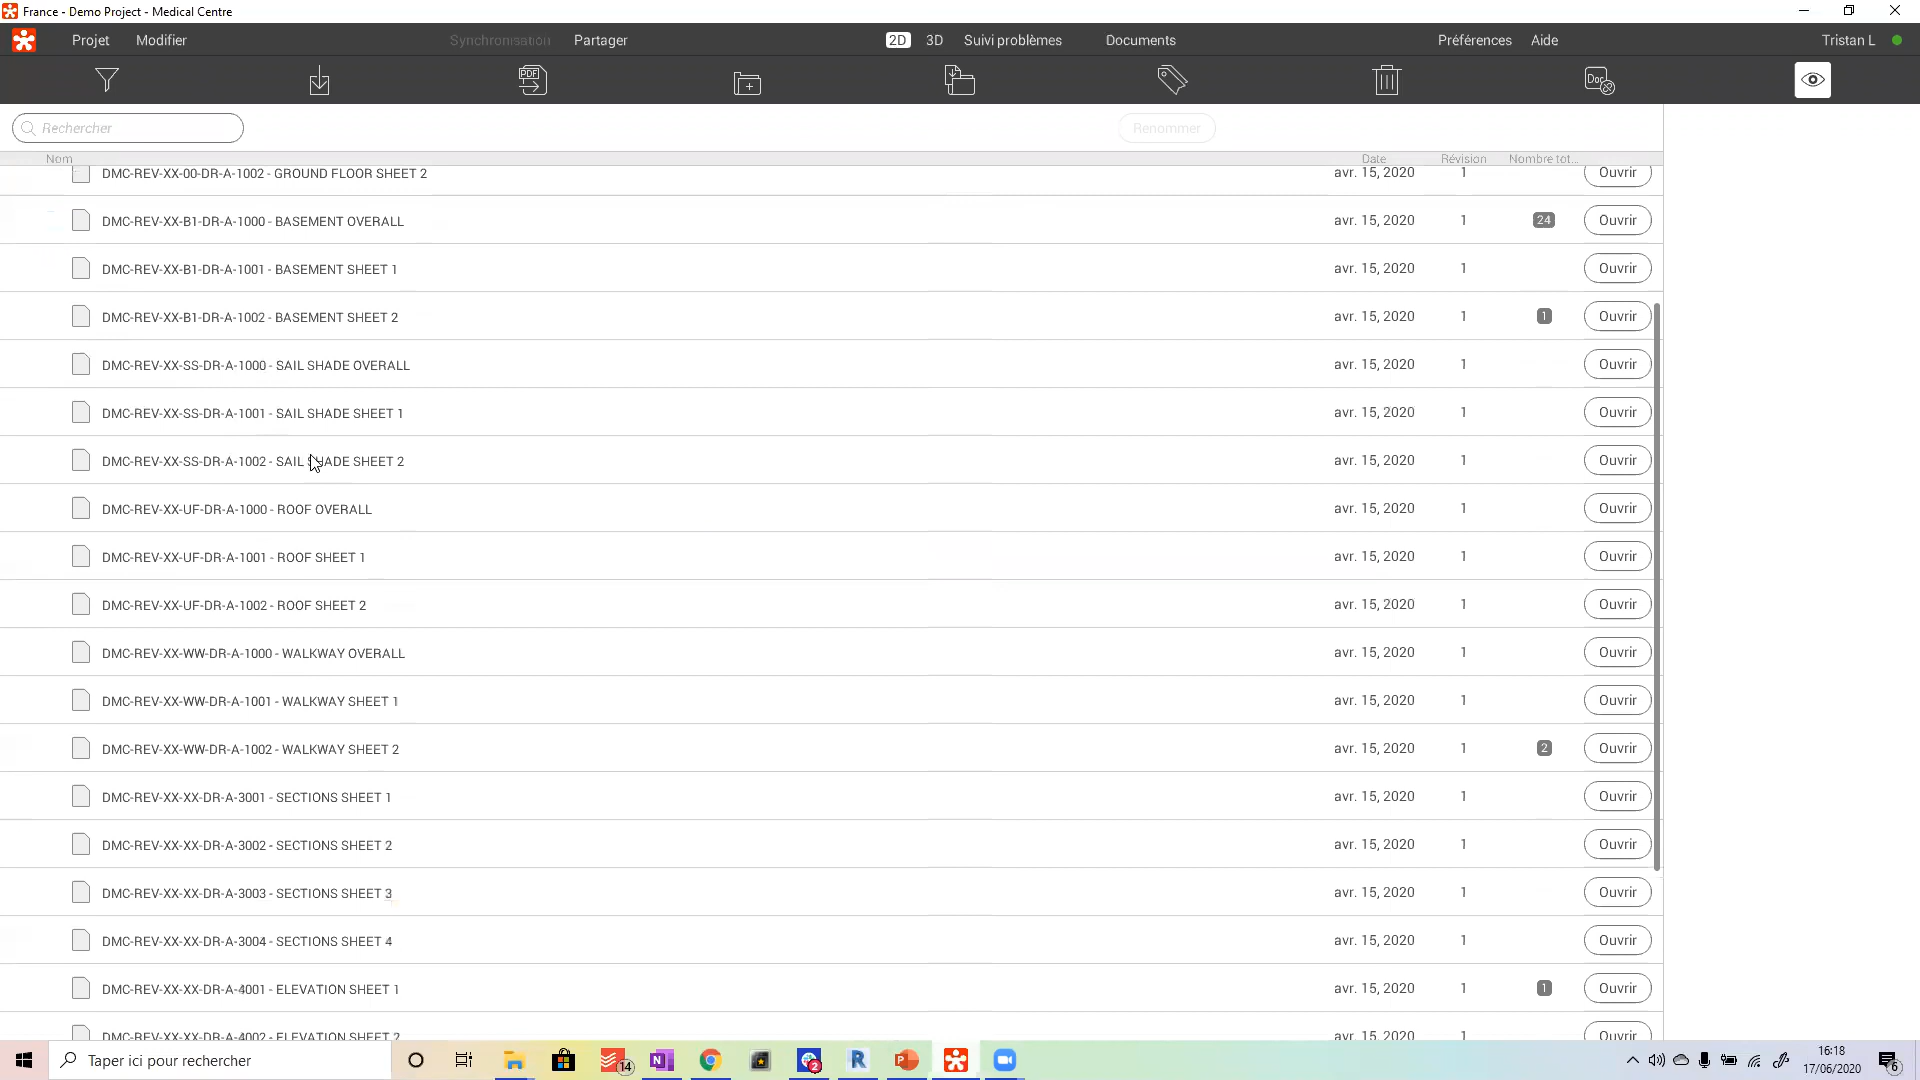 France - Demo Project - Medical Centre
Projet Modifier Synchronisation Partager 2D 3D Suivi problèmes Documents Préférences Aide Tristan L
PDF Doc
Rechercher Renommer
Nom Date Révision Nombre tot...
DMC-REV-XX-00-DR-A-1002 - GROUND FLOOR SHEET 2 avr. 15, 2020 1 Ouvrir
DMC-REV-XX-B1-DR-A-1000 - BASEMENT OVERALL avr. 15, 2020 1 24 Ouvrir
DMC-REV-XX-B1-DR-A-1001 - BASEMENT SHEET 1 avr. 15, 2020 1 Ouvrir
DMC-REV-XX-B1-DR-A-1002 - BASEMENT SHEET 2 avr. 15, 2020 1 1 Ouvrir
DMC-REV-XX-SS-DR-A-1000 - SAIL SHADE OVERALL avr. 15, 2020 1 Ouvrir
DMC-REV-XX-SS-DR-A-1001 - SAIL SHADE SHEET 1 avr. 15, 2020 1 Ouvrir
DMC-REV-XX-SS-DR-A-1002 - SAIL SHADE SHEET 2 avr. 15, 2020 1 Ouvrir
DMC-REV-XX-UF-DR-A-1000 - ROOF OVERALL avr. 15, 2020 1 Ouvrir
DMC-REV-XX-UF-DR-A-1001 - ROOF SHEET 1 avr. 15, 2020 1 Ouvrir
DMC-REV-XX-UF-DR-A-1002 - ROOF SHEET 2 avr. 15, 2020 1 Ouvrir
DMC-REV-XX-WW-DR-A-1000 - WALKWAY OVERALL avr. 15, 2020 1 Ouvrir
DMC-REV-XX-WW-DR-A-1001 - WALKWAY SHEET 1 avr. 15, 2020 1 Ouvrir
DMC-REV-XX-WW-DR-A-1002 - WALKWAY SHEET 2 avr. 15, 2020 1 2 Ouvrir
DMC-REV-XX-XX-DR-A-3001 - SECTIONS SHEET 1 avr. 15, 2020 1 Ouvrir
DMC-REV-XX-XX-DR-A-3002 - SECTIONS SHEET 2 avr. 15, 2020 1 Ouvrir
DMC-REV-XX-XX-DR-A-3003 - SECTIONS SHEET 3 avr. 15, 2020 1 Ouvrir
DMC-REV-XX-XX-DR-A-3004 - SECTIONS SHEET 4 avr. 15, 2020 1 Ouvrir
DMC-REV-XX-XX-DR-A-4001 - ELEVATION SHEET 1 avr. 15, 2020 1 1 Ouvrir
DMC-REV-XX-XX-DR-A-4002 - ELEVATION SHEET 2 avr. 15, 2020 1 Ouvrir
Taper ici pour rechercher 14 N 2 R P 16:18
17/06/2020 6